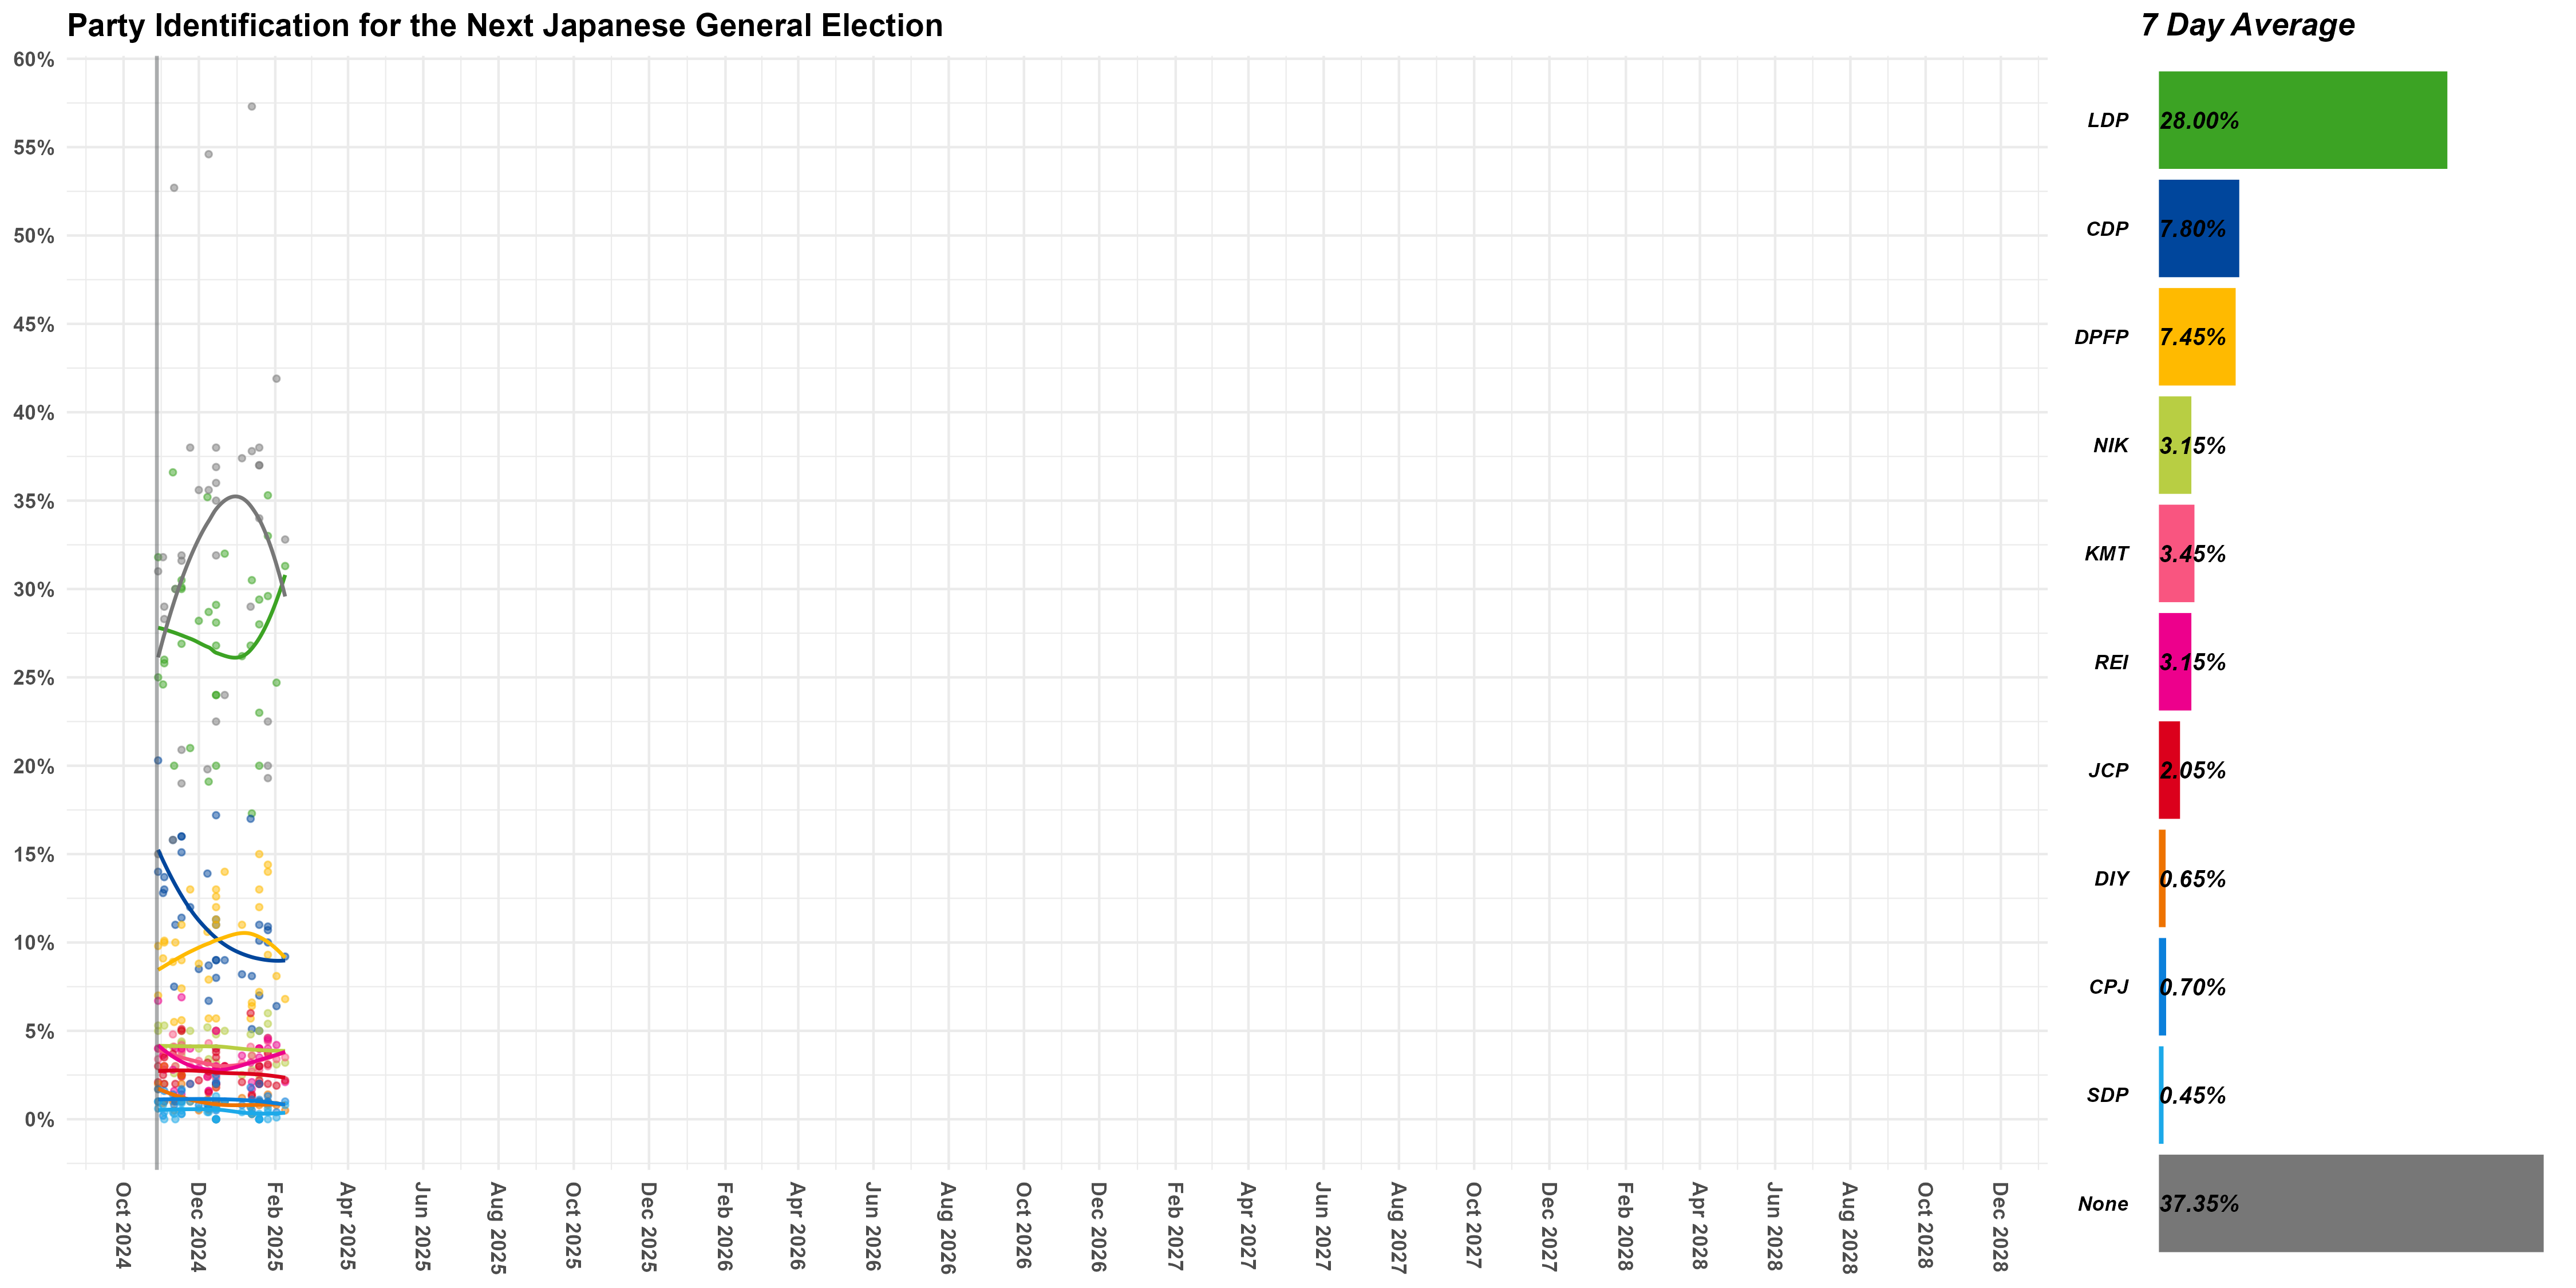 Party Identification for the Next Japanese General Election
60%
55%
50%
45%
40%
35%
30%
25%
20%
15%
10%
5%
0%
Oct 2024
Dec 2024
Feb 2025
Apr 2025
Jun 2025
Aug 2025
Oct 2025
Dec 2025
Feb 2026
Apr 2026
Jun 2026
Aug 2026
Oct 2026
Dec 2026
Feb 2027
Apr 2027
Jun 2027
Aug 2027
Oct 2027
Dec 2027
Feb 2028
Apr 2028
Jun 2028
Aug 2028
Oct 2028
Dec 2028
7 Day Average
LDP 28.00%
CDP 7.80%
DPFP 7.45%
NIK 3.15%
KMT 3.45%
REI 3.15%
JCP 2.05%
DIY 0.65%
CPJ 0.70%
SDP 0.45%
None 37.35%